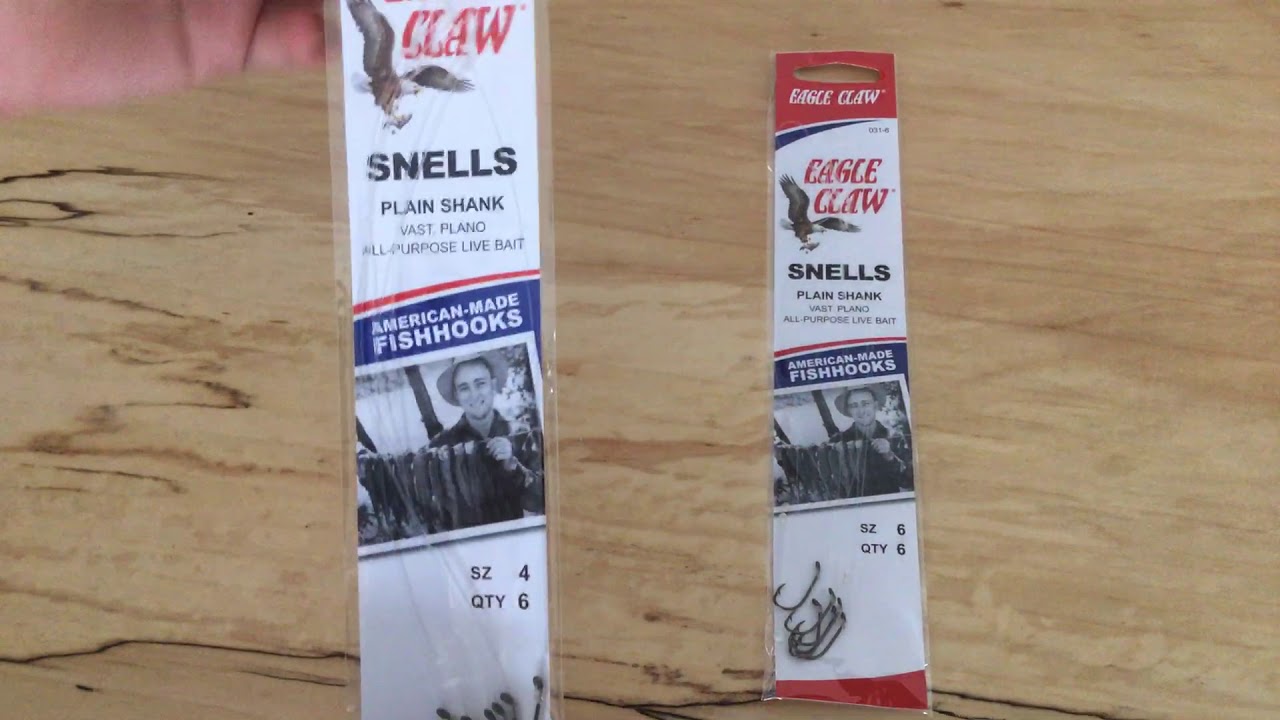 CLAW
SNELLS
PLAIN SHANK
VAST. PLANO
ALL-PURPOSE LIVE BAIT
AMERICAN-MADE
FISHHOOKS
SZ 4
QTY 6
EAGLE CLAW
031-6
EAGLE
CLAW
SNELLS
PLAIN SHANK
VAST. PLANO
ALL-PURPOSE LIVE BAIT
AMERICAN-MADE
FISHHOOKS
SZ 6
QTY 6